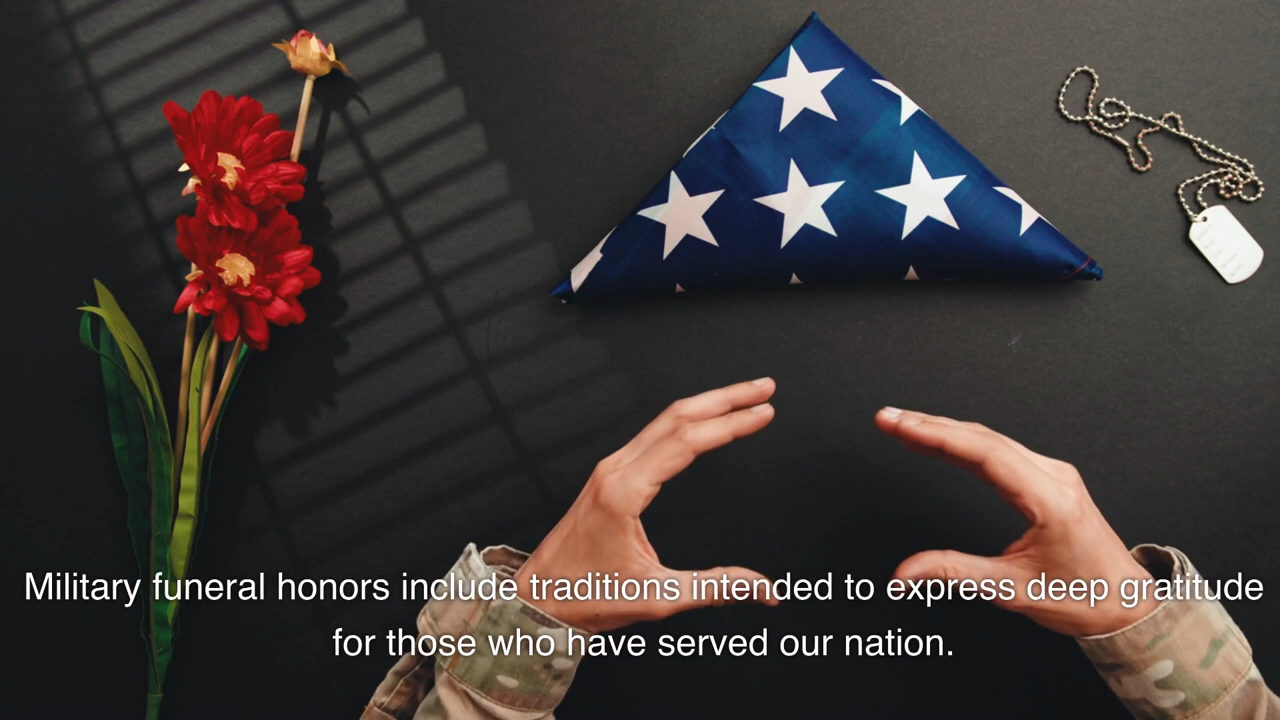 Military funeral honors include traditions intended to express deep gratitude
for those who have served our nation.